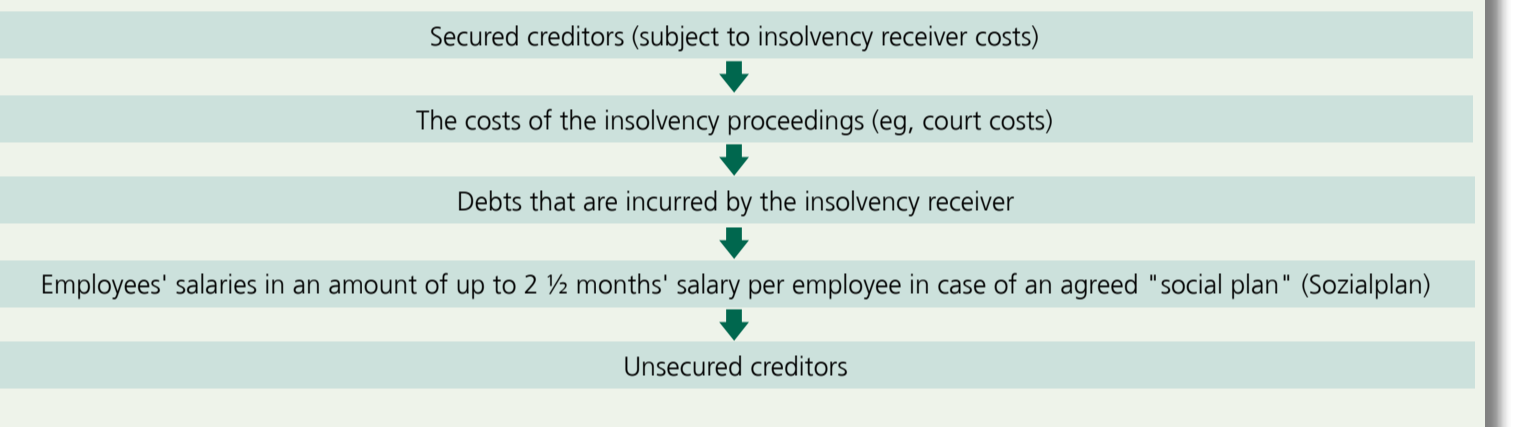 Secured creditors (subject to insolvency receiver costs)
The costs of the insolvency proceedings (eg, court costs)
Debts that are incurred by the insolvency receiver
Employees' salaries in an amount of up to 2 ½ months' salary per employee in case of an agreed "social plan" (Sozialplan)
Unsecured creditors